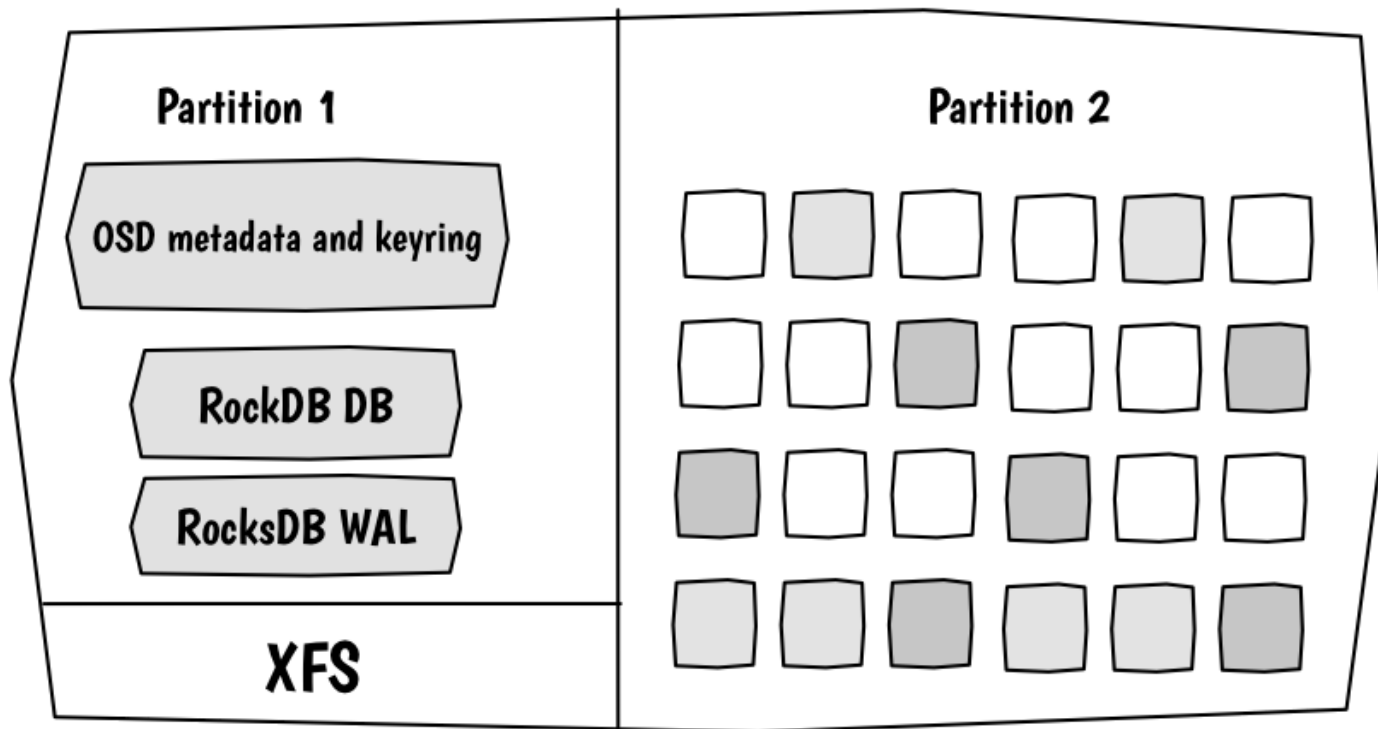 Partition 1
Partition 2
OSD metadata and keyring
RockDB DB
RocksDB WAL
XFS